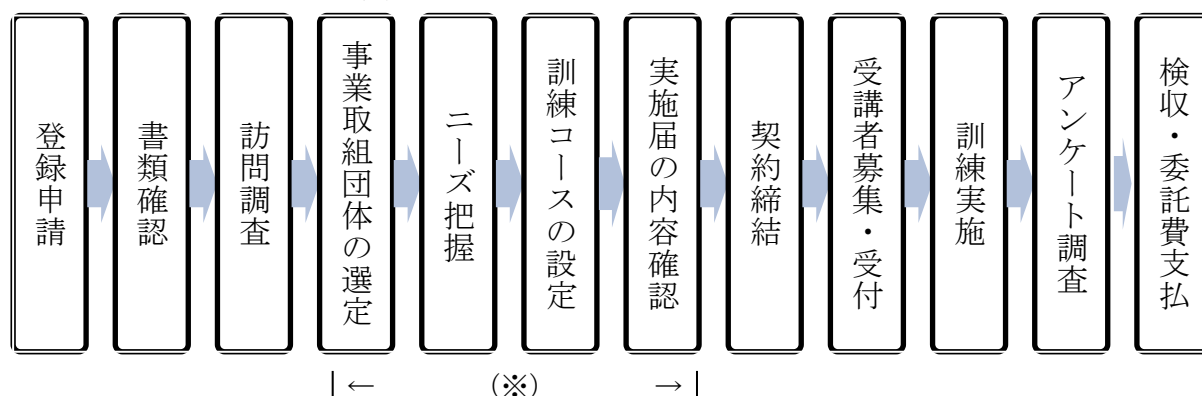 登録申請
書類確認
訪問調査
事業取組団体の選定
ニーズ把握
訓練コースの設定
実施届の内容確認
契約締結
受講者募集・受付
訓練実施
アンケート調査
検収・委託費支払
|← (※) →|